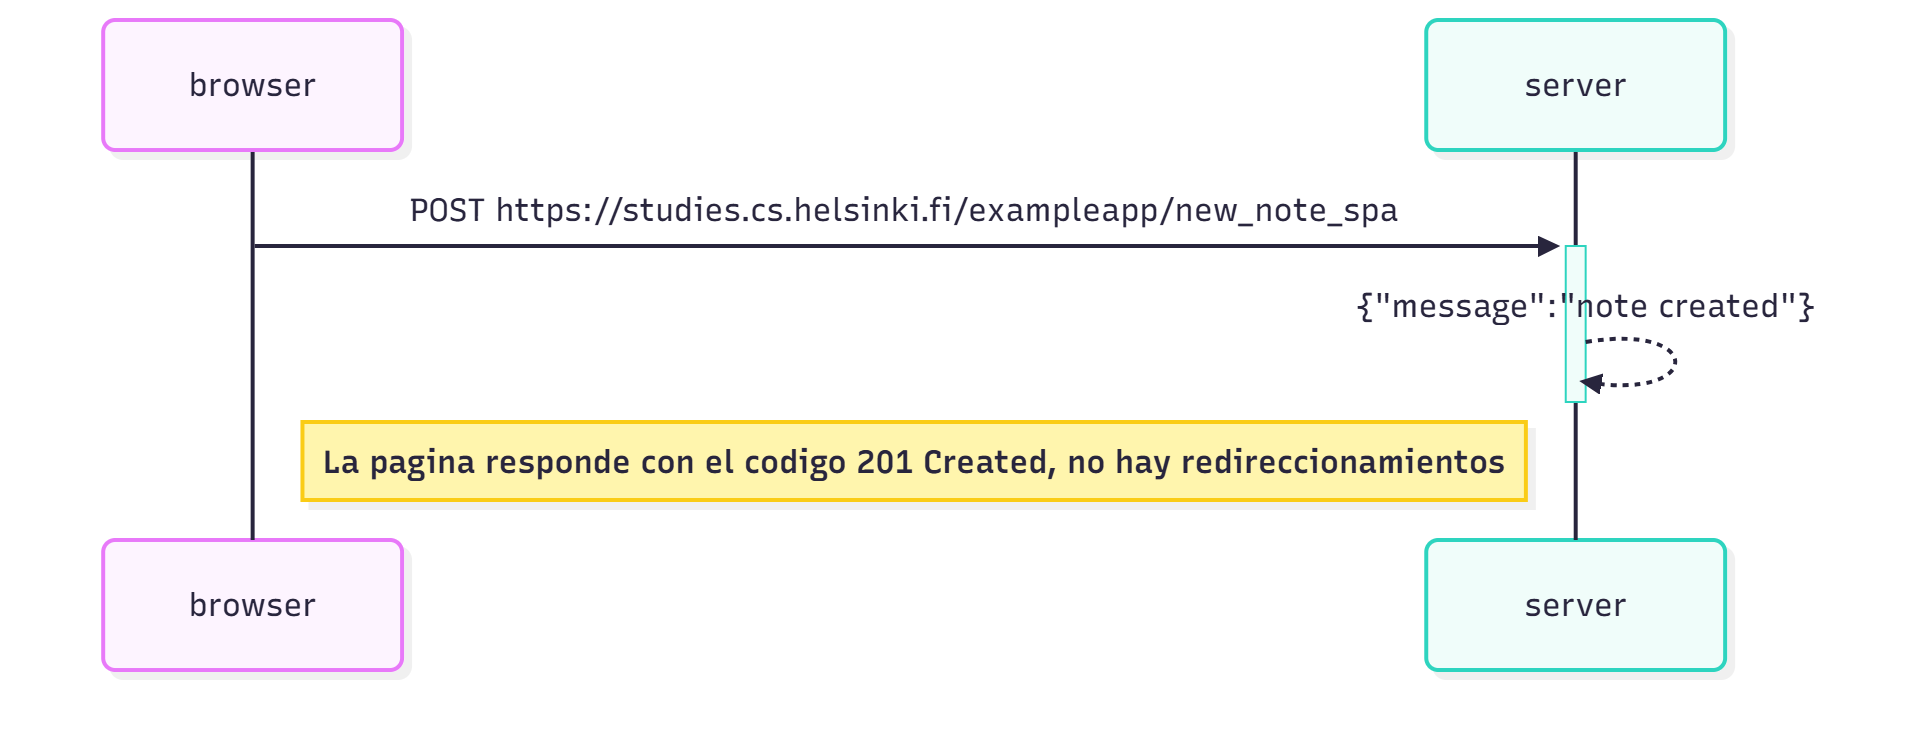 browser
server
POST https://studies.cs.helsinki.fi/exampleapp/new_note_spa
{"message":"note created"}
La pagina responde con el codigo 201 Created, no hay redireccionamientos
browser
server